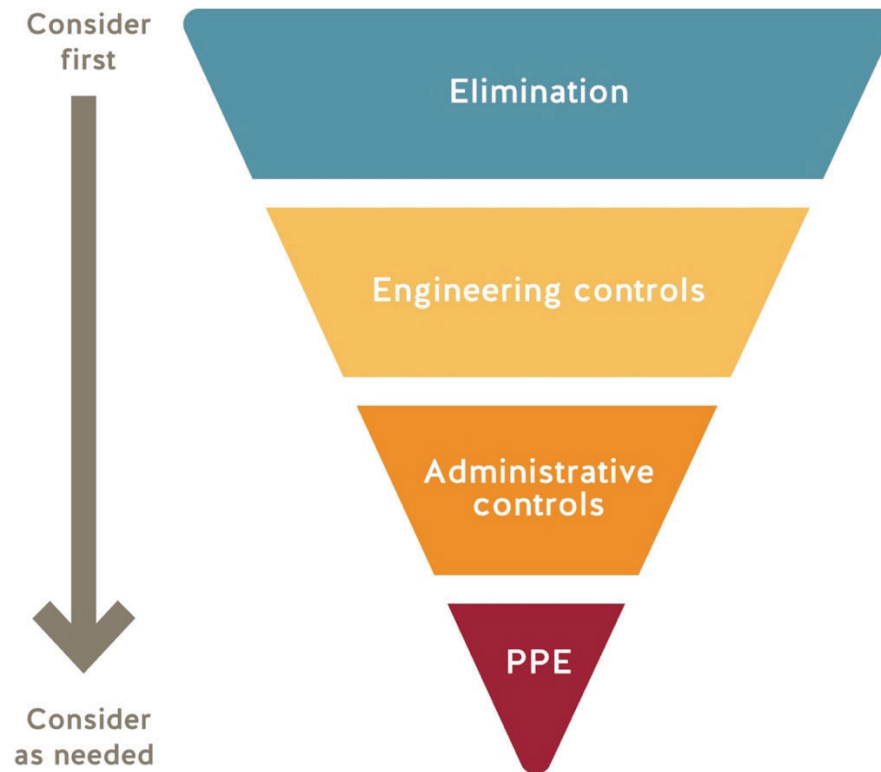 Consider
first
Elimination
Engineering controls
Administrative
controls
PPE
Consider
as needed